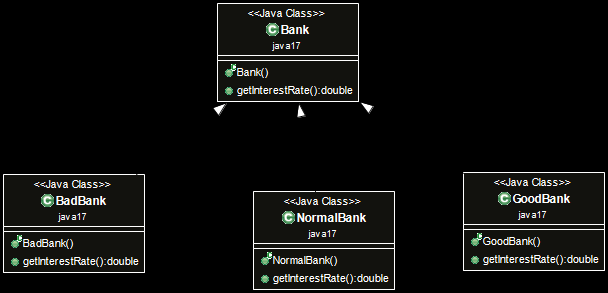 <<Java Class>>
Bank
java17
Bank()
getInterestRate():double
<<Java Class>>
BadBank
java17
BadBank()
getInterestRate():double
<<Java Class>>
NormalBank
java17
NormalBank()
getInterestRate():double
<<Java Class>>
GoodBank
java17
GoodBank()
getInterestRate():double